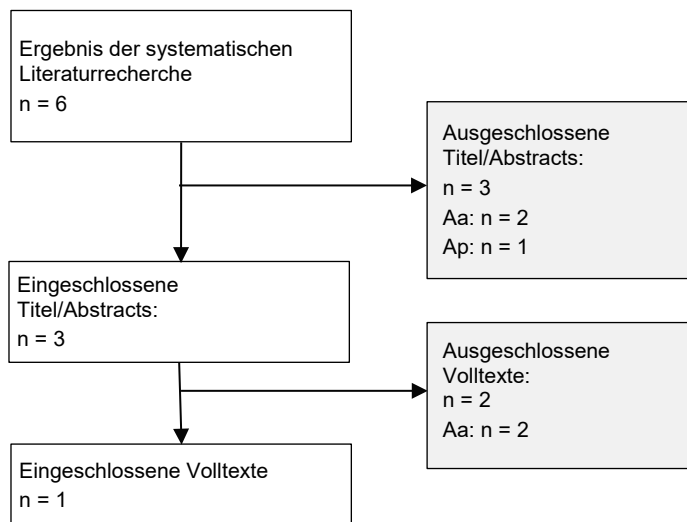 Ergebnis der systematischen
Literaturrecherche
n = 6
Ausgeschlossene
Titel/Abstracts:
n = 3
Aa: n = 2
Ap: n = 1
Eingeschlossene
Titel/Abstracts:
n = 3
Ausgeschlossene
Volltexte:
n = 2
Aa: n = 2
Eingeschlossene Volltexte
n = 1